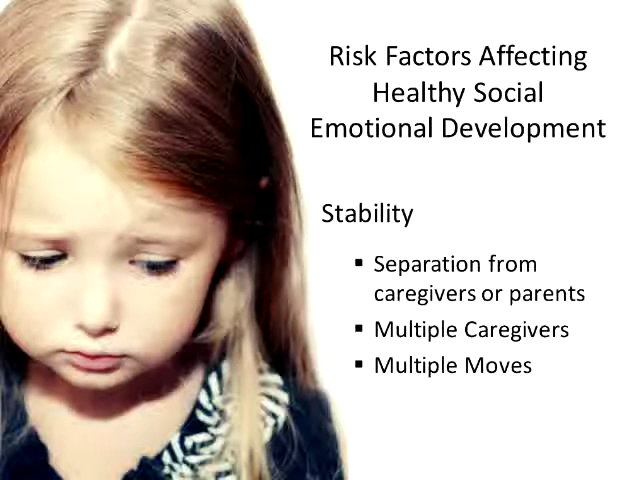 Risk Factors Affecting
Healthy Social
Emotional Development
Stability
▪ Separation from
caregivers or parents
▪ Multiple Caregivers
▪ Multiple Moves